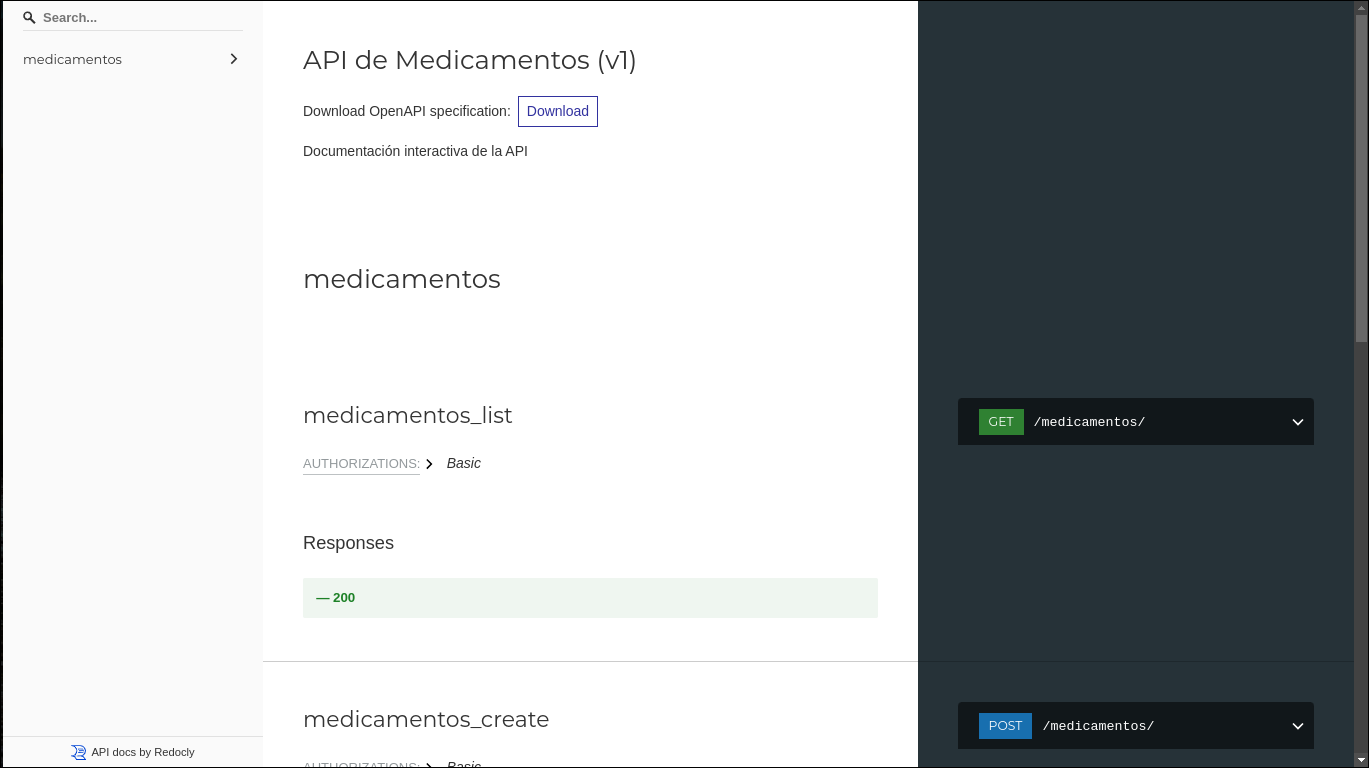 Search...
medicamentos
API de Medicamentos (v1)
Download OpenAPI specification: Download
Documentación interactiva de la API
medicamentos
medicamentos_list
GET /medicamentos/
AUTHORIZATIONS: Basic
Responses
— 200
medicamentos_create
POST /medicamentos/
AUTHORIZATIONS: Basic
API docs by Redocly